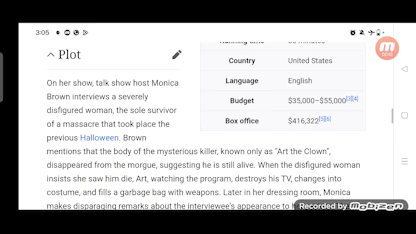 3:05
Running time
Plot
Country United States
Language English
Budget $35,000–$55,000[3][4]
Box office $416,322[5][6]
On her show, talk show host Monica
Brown interviews a severely
disfigured woman, the sole survivor
of a massacre that took place the
previous Halloween. Brown
mentions that the body of the mysterious killer, known only as "Art the Clown",
disappeared from the morgue, suggesting he is still alive. When the disfigured woman
insists she saw him die, Art, watching the program, destroys his TV, changes into
costume, and fills a garbage bag with weapons. Later in her dressing room, Monica
makes disparaging remarks about the interviewee's appearance to
Recorded by mobizen